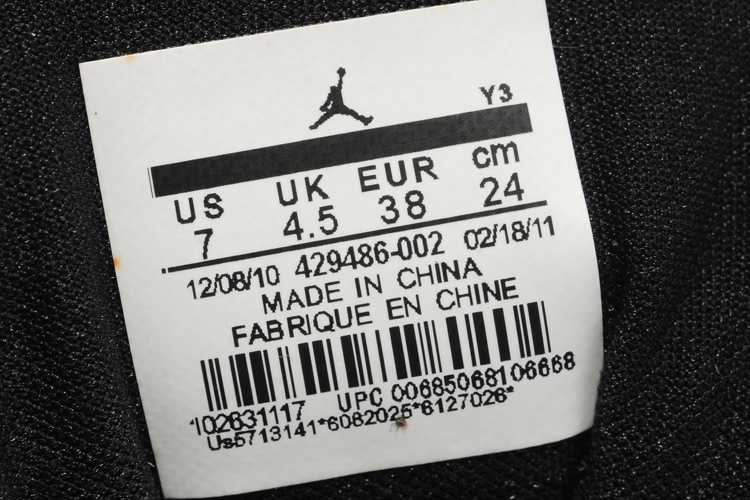 Y3
US UK EUR cm
7 4.5 38 24
12/08/10 429486-002 02/18/11
MADE IN CHINA
FABRIQUE EN CHINE
102631117 UPC 00685068106668
Us5713141*6082025*6127026*